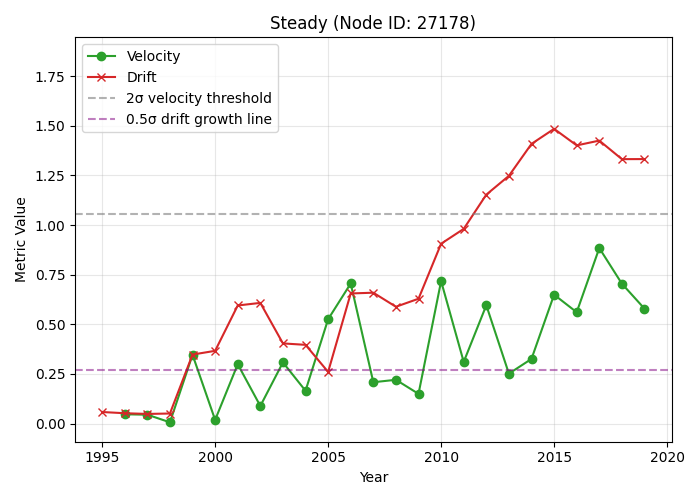 Steady (Node ID: 27178)
Velocity
Drift
2σ velocity threshold
0.5σ drift growth line
Metric Value
1.75
1.50
1.25
1.00
0.75
0.50
0.25
0.00
1995 2000 2005 2010 2015 2020
Year